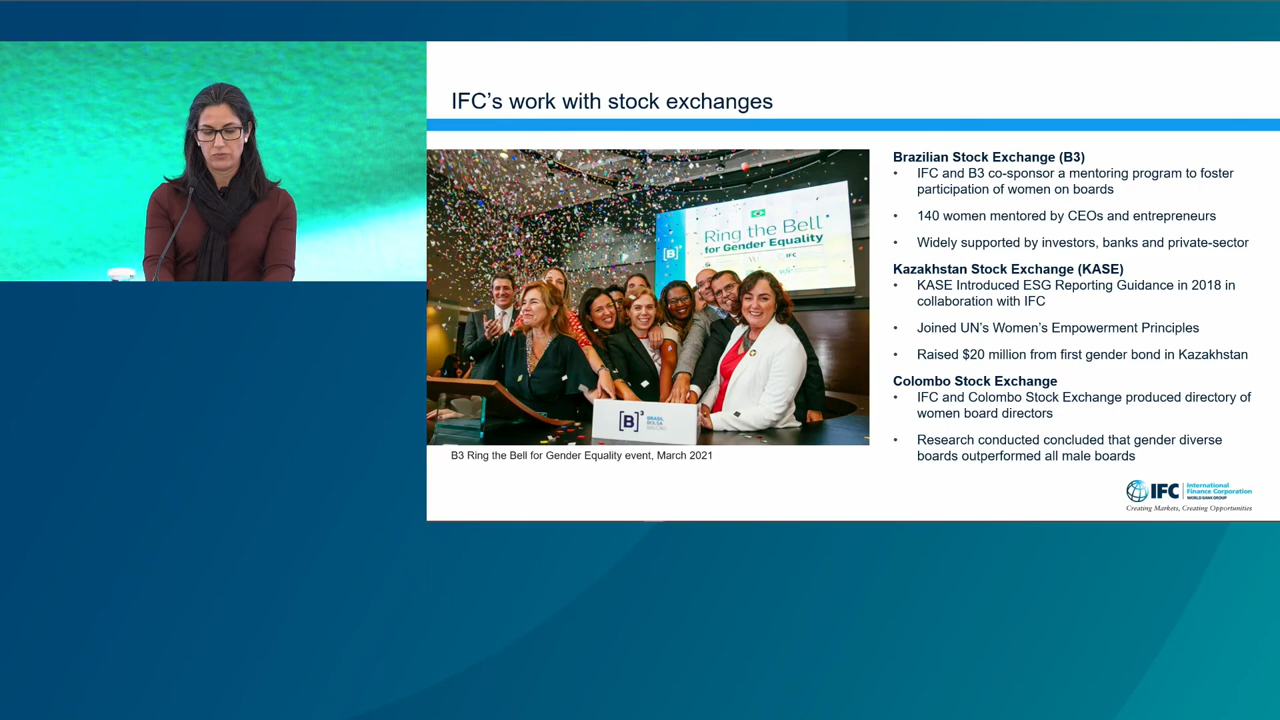 IFC's work with stock exchanges
Ring the Bell
for Gender Equality
[B]³
IFC
[B]³
BRASIL
BOLSA
BALCÃO
B3 Ring the Bell for Gender Equality event, March 2021
Brazilian Stock Exchange (B3)
• IFC and B3 co-sponsor a mentoring program to foster
participation of women on boards
• 140 women mentored by CEOs and entrepreneurs
• Widely supported by investors, banks and private-sector
Kazakhstan Stock Exchange (KASE)
• KASE Introduced ESG Reporting Guidance in 2018 in
collaboration with IFC
• Joined UN's Women's Empowerment Principles
• Raised $20 million from first gender bond in Kazakhstan
Colombo Stock Exchange
• IFC and Colombo Stock Exchange produced directory of
women board directors
• Research conducted concluded that gender diverse
boards outperformed all male boards
IFC
International
Finance Corporation
WORLD BANK GROUP
Creating Markets, Creating Opportunities